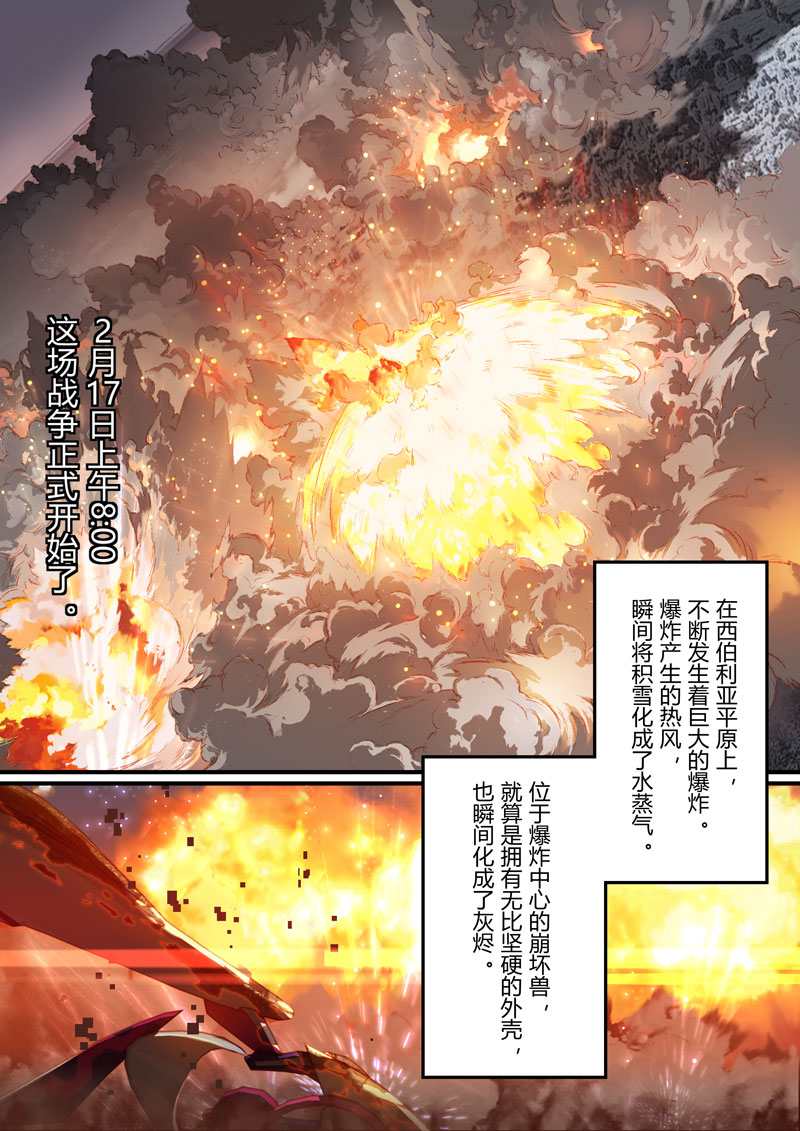 2月17日上午8:00
这场战争正式开始了。
在西伯利亚平原上，
不断发生着巨大的爆炸。
爆炸产生的热风，
瞬间将积雪化成了水蒸气。
位于爆炸中心的崩坏兽，
就算是拥有无比坚硬的外壳，
也瞬间化成了灰烬。